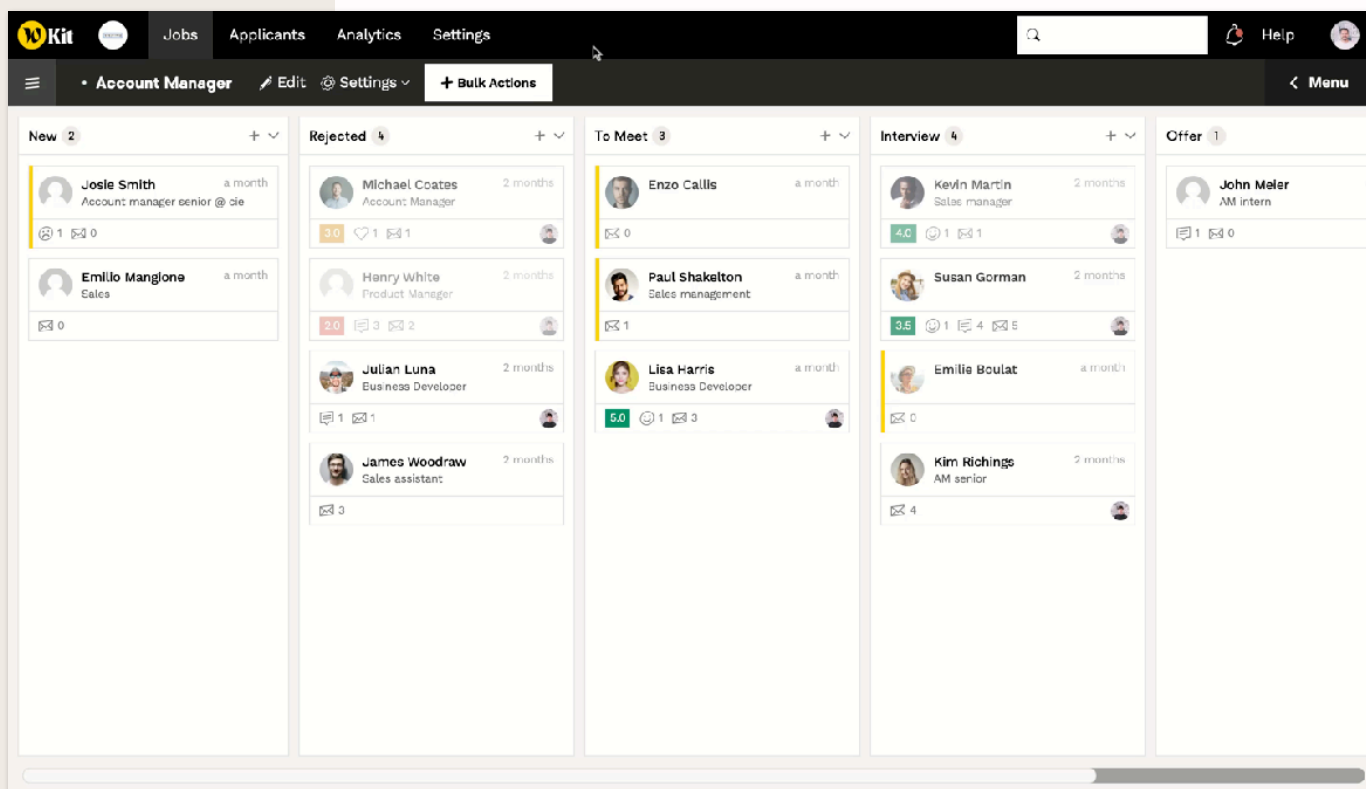 WKit Jobs Applicants Analytics Settings Help
• Account Manager Edit Settings + Bulk Actions Menu
New 2
Josie Smith a month
Account manager senior @ cie
1 0
Emilio Mangione a month
Sales
0
Rejected 4
Michael Coates 2 months
Account Manager
3.0 1 1
Henry White 2 months
Product Manager
2.0 3 2
Julian Luna 2 months
Business Developer
1 1
James Woodraw 2 months
Sales assistant
3
To Meet 3
Enzo Callis a month
0
Paul Shakelton a month
Sales management
1
Lisa Harris a month
Business Developer
5.0 1 3
Interview 4
Kevin Martin 2 months
Sales manager
4.0 1 1
Susan Gorman 2 months
3.5 1 4 5
Emilie Boulat a month
0
Kim Richings 2 months
AM senior
4
Offer 1
John Meier
AM intern
1 0